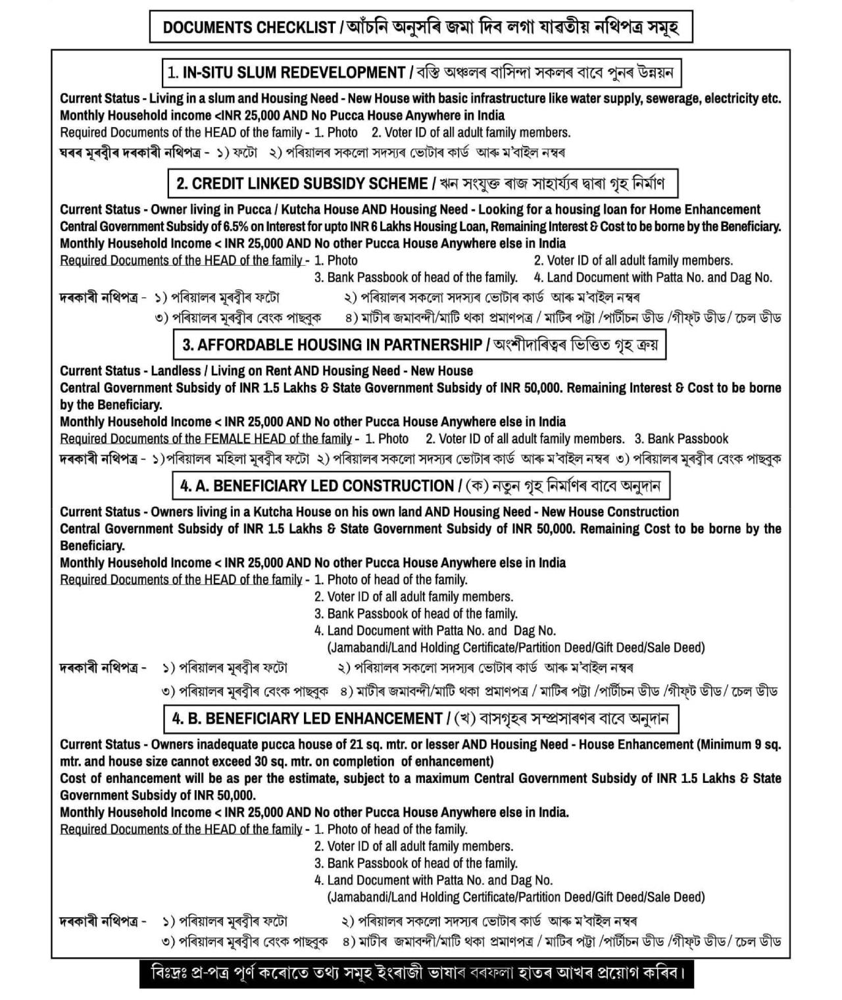 DOCUMENTS CHECKLIST / আঁচনি অনুসৰি জমা দিব লগা যাৱতীয় নথিপত্ৰ সমূহ
1. IN-SITU SLUM REDEVELOPMENT / বস্তি অঞ্চলৰ বাসিন্দা সকলৰ বাবে পুনৰ উন্নয়ন
Current Status - Living in a slum and Housing Need - New House with basic infrastructure like water supply, sewerage, electricity etc.
Monthly Household income <INR 25,000 AND No Pucca House Anywhere in India
Required Documents of the HEAD of the family - 1. Photo 2. Voter ID of all adult family members.
ঘৰৰ মূৰব্বীৰ দৰকাৰী নথিপত্ৰ - ১) ফটো ২) পৰিয়ালৰ সকলো সদস্যৰ ভোটাৰ কাৰ্ড আৰু ম'বাইল নম্বৰ
2. CREDIT LINKED SUBSIDY SCHEME / ঋন সংযুক্ত ৰাজ সাহাৰ্য্যৰ দ্বাৰা গৃহ নিৰ্মাণ
Current Status - Owner living in Pucca / Kutcha House AND Housing Need - Looking for a housing loan for Home Enhancement
Central Government Subsidy of 6.5% on Interest for upto INR 6 Lakhs Housing Loan, Remaining Interest & Cost to be borne by the Beneficiary.
Monthly Household Income < INR 25,000 AND No other Pucca House Anywhere else in India
Required Documents of the HEAD of the family - 1. Photo 2. Voter ID of all adult family members.
3. Bank Passbook of head of the family. 4. Land Document with Patta No. and Dag No.
দৰকাৰী নথিপত্ৰ - ১) পৰিয়ালৰ মূৰব্বীৰ ফটো ২) পৰিয়ালৰ সকলো সদস্যৰ ভোটাৰ কাৰ্ড আৰু ম'বাইল নম্বৰ
৩) পৰিয়ালৰ মূৰব্বীৰ বেংক পাছবুক ৪) মাটীৰ জমাবন্দী/মাটি থকা প্ৰমাণপত্ৰ / মাটিৰ পট্টা /পাৰ্টীচন ডীড /গীফ্ট ডীড/ চেল ডীড
3. AFFORDABLE HOUSING IN PARTNERSHIP / অংশীদাৰিত্বৰ ভিত্তিত গৃহ ক্ৰয়
Current Status - Landless / Living on Rent AND Housing Need - New House
Central Government Subsidy of INR 1.5 Lakhs & State Government Subsidy of INR 50,000. Remaining Interest & Cost to be borne
by the Beneficiary.
Monthly Household Income < INR 25,000 AND No other Pucca House Anywhere else in India
Required Documents of the FEMALE HEAD of the family - 1. Photo 2. Voter ID of all adult family members. 3. Bank Passbook
দৰকাৰী নথিপত্ৰ - ১)পৰিয়ালৰ মহিলা মূৰব্বীৰ ফটো ২) পৰিয়ালৰ সকলো সদস্যৰ ভোটাৰ কাৰ্ড আৰু ম'বাইল নম্বৰ ৩) পৰিয়ালৰ মূৰব্বীৰ বেংক পাছবুক
4. A. BENEFICIARY LED CONSTRUCTION / (ক) নতুন গৃহ নিৰ্মাণৰ বাবে অনুদান
Current Status - Owners living in a Kutcha House on his own land AND Housing Need - New House Construction
Central Government Subsidy of INR 1.5 Lakhs & State Government Subsidy of INR 50,000. Remaining Cost to be borne by the
Beneficiary.
Monthly Household Income < INR 25,000 AND No other Pucca House Anywhere else in India
Required Documents of the HEAD of the family - 1. Photo of head of the family.
2. Voter ID of all adult family members.
3. Bank Passbook of head of the family.
4. Land Document with Patta No. and Dag No.
(Jamabandi/Land Holding Certificate/Partition Deed/Gift Deed/Sale Deed)
দৰকাৰী নথিপত্ৰ - ১) পৰিয়ালৰ মূৰব্বীৰ ফটো ২) পৰিয়ালৰ সকলো সদস্যৰ ভোটাৰ কাৰ্ড আৰু ম'বাইল নম্বৰ
৩) পৰিয়ালৰ মূৰব্বীৰ বেংক পাছবুক ৪) মাটীৰ জমাবন্দী/মাটি থকা প্ৰমাণপত্ৰ / মাটিৰ পট্টা /পাৰ্টীচন ডীড /গীফ্ট ডীড/ চেল ডীড
4. B. BENEFICIARY LED ENHANCEMENT / (খ) বাসগৃহৰ সম্প্ৰসাৰণৰ বাবে অনুদান
Current Status - Owners inadequate pucca house of 21 sq. mtr. or lesser AND Housing Need - House Enhancement (Minimum 9 sq.
mtr. and house size cannot exceed 30 sq. mtr. on completion of enhancement)
Cost of enhancement will be as per the estimate, subject to a maximum Central Government Subsidy of INR 1.5 Lakhs & State
Government Subsidy of INR 50,000.
Monthly Household Income < INR 25,000 AND No other Pucca House Anywhere else in India.
Required Documents of the HEAD of the family - 1. Photo of head of the family.
2. Voter ID of all adult family members.
3. Bank Passbook of head of the family.
4. Land Document with Patta No. and Dag No.
(Jamabandi/Land Holding Certificate/Partition Deed/Gift Deed/Sale Deed)
দৰকাৰী নথিপত্ৰ - ১) পৰিয়ালৰ মূৰব্বীৰ ফটো ২) পৰিয়ালৰ সকলো সদস্যৰ ভোটাৰ কাৰ্ড আৰু ম'বাইল নম্বৰ
৩) পৰিয়ালৰ মূৰব্বীৰ বেংক পাছবুক ৪) মাটীৰ জমাবন্দী/মাটি থকা প্ৰমাণপত্ৰ / মাটিৰ পট্টা /পাৰ্টীচন ডীড /গীফ্ট ডীড/ চেল ডীড
বিঃদ্ৰঃ প্ৰ-পত্ৰ পূৰ্ণ কৰোতে তথ্য সমূহ ইংৰাজী ভাষাৰ বৰফলা হাতৰ আখৰ প্ৰয়োগ কৰিব।